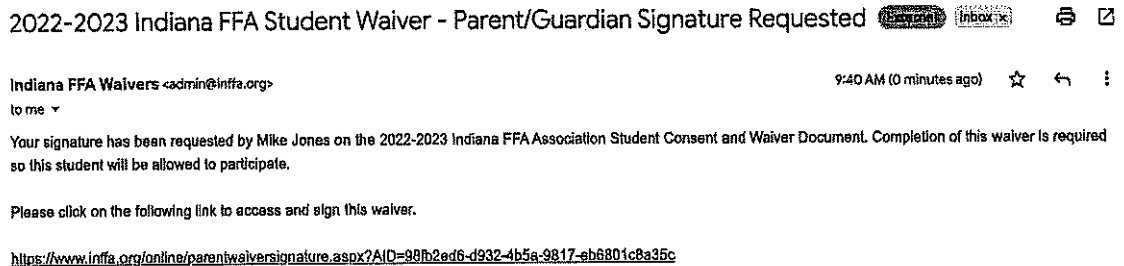 2022-2023 Indiana FFA Student Waiver - Parent/Guardian Signature Requested External Inbox x
Indiana FFA Waivers <admin@inffa.org> 9:40 AM (0 minutes ago)
to me
Your signature has been requested by Mike Jones on the 2022-2023 Indiana FFA Association Student Consent and Waiver Document. Completion of this waiver is required
so this student will be allowed to participate.
Please click on the following link to access and sign this waiver.
https://www.inffa.org/online/parentwaiversignature.aspx?AID=98fb2ed6-d932-4b5a-9817-eb6801c8a35c